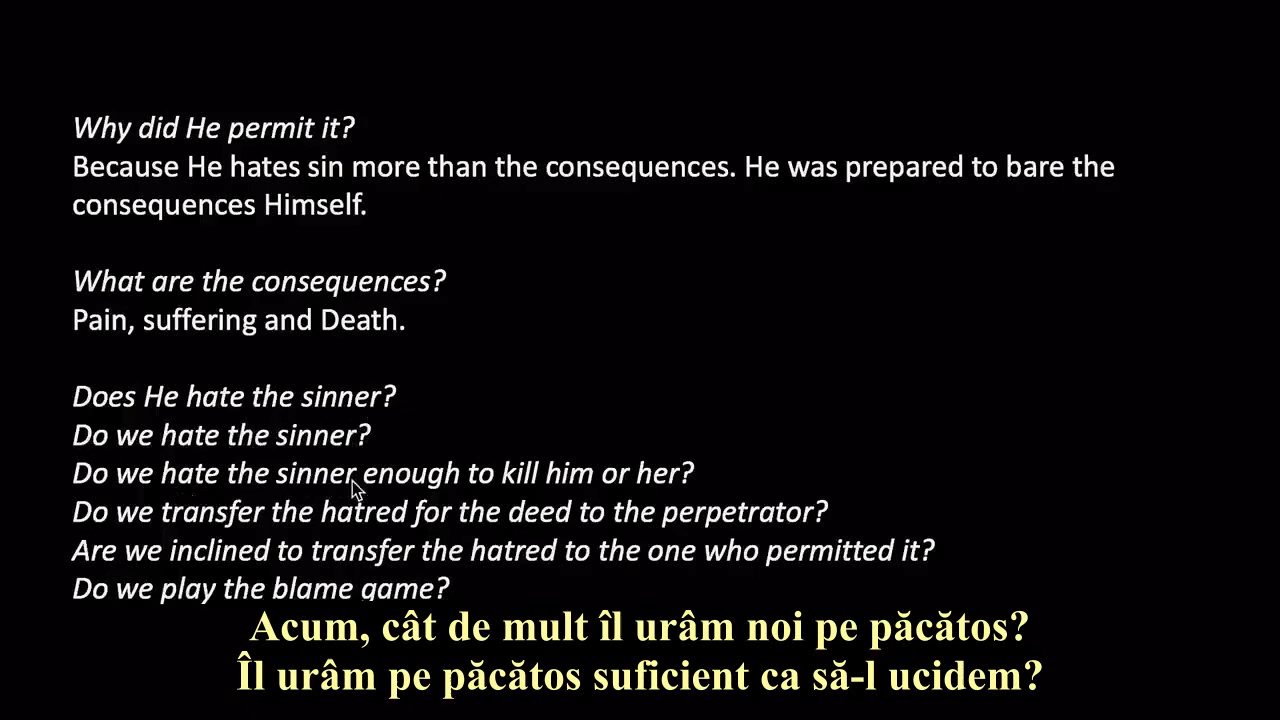 Why did He permit it?
Because He hates sin more than the consequences. He was prepared to bare the
consequences Himself.
What are the consequences?
Pain, suffering and Death.
Does He hate the sinner?
Do we hate the sinner?
Do we hate the sinner enough to kill him or her?
Do we transfer the hatred for the deed to the perpetrator?
Are we inclined to transfer the hatred to the one who permitted it?
Do we play the blame game?
Acum, cât de mult îl urâm noi pe păcătos?
Îl urâm pe păcătos suficient ca să-l ucidem?